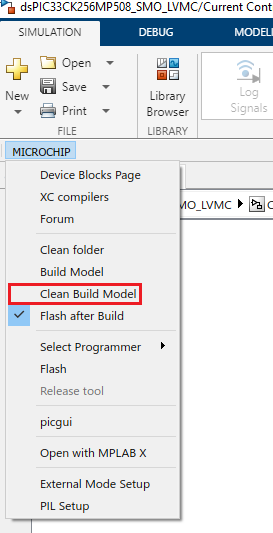 dsPIC33CK256MP508_SMO_LVMC/Current Cont
SIMULATION
DEBUG
MODELI
New
Open
Save
Print
Library
Browser
Log
Signals
FILE
LIBRARY
MICROCHIP
Device Blocks Page
XC compilers
Forum
MO_LVMC
C
Clean folder
Build Model
Clean Build Model
Flash after Build
Select Programmer
Flash
Release tool
picgui
Open with MPLAB X
External Mode Setup
PIL Setup